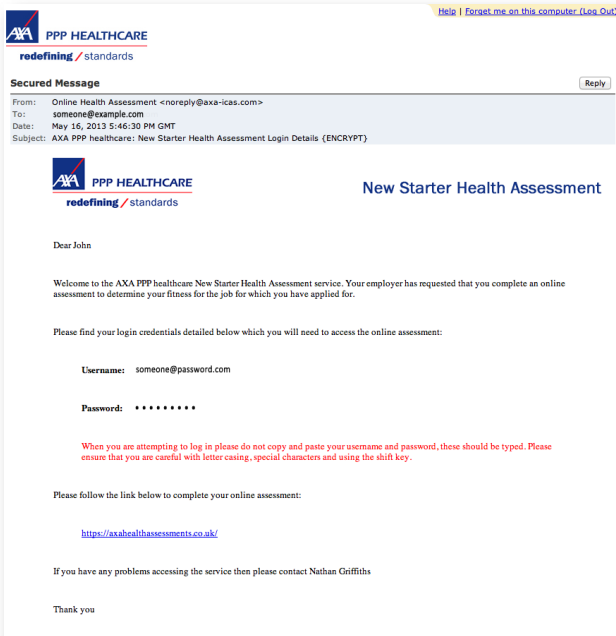 Help | Forget me on this computer (Log Out)
AXA PPP HEALTHCARE
redefining / standards
Secured Message
Reply
From: Online Health Assessment <noreply@axa-icas.com>
To: someone@example.com
Date: May 16, 2013 5:46:30 PM GMT
Subject: AXA PPP healthcare: New Starter Health Assessment Login Details {ENCRYPT}
AXA PPP HEALTHCARE
redefining / standards
New Starter Health Assessment
Dear John
Welcome to the AXA PPP healthcare New Starter Health Assessment service. Your employer has requested that you complete an online
assessment to determine your fitness for the job for which you have applied for.
Please find your login credentials detailed below which you will need to access the online assessment:
Username: someone@password.com
Password: •••••••••
When you are attempting to log in please do not copy and paste your username and password, these should be typed. Please
ensure that you are careful with letter casing, special characters and using the shift key.
Please follow the link below to complete your online assessment:
https://axahealthassessments.co.uk/
If you have any problems accessing the service then please contact Nathan Griffiths
Thank you